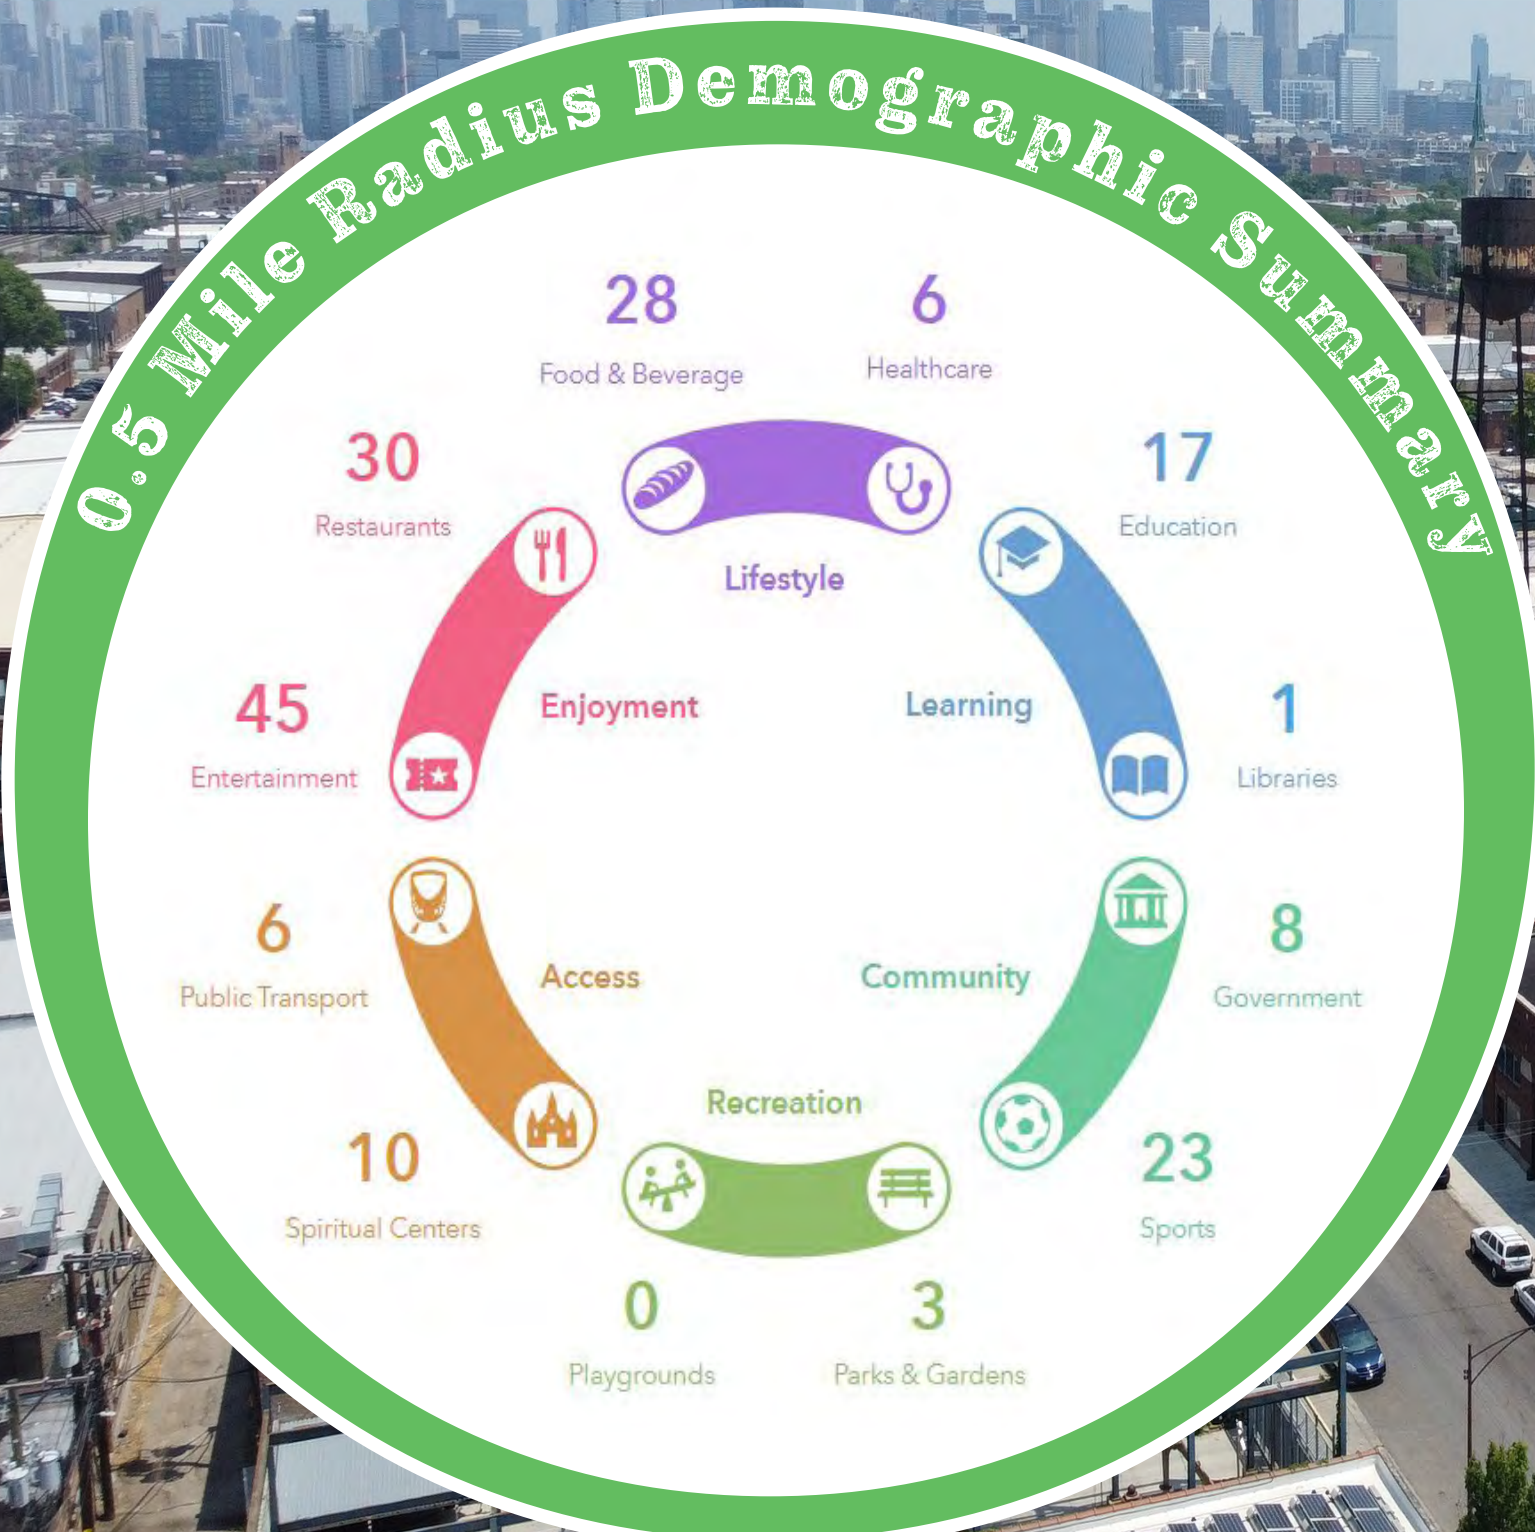 0.5 Mile Radius Demographic Summary
28
Food & Beverage
6
Healthcare
30
Restaurants
17
Education
Lifestyle
45
Entertainment
Enjoyment
Learning
1
Libraries
6
Public Transport
Access
Community
8
Government
10
Spiritual Centers
Recreation
23
Sports
0
Playgrounds
3
Parks & Gardens